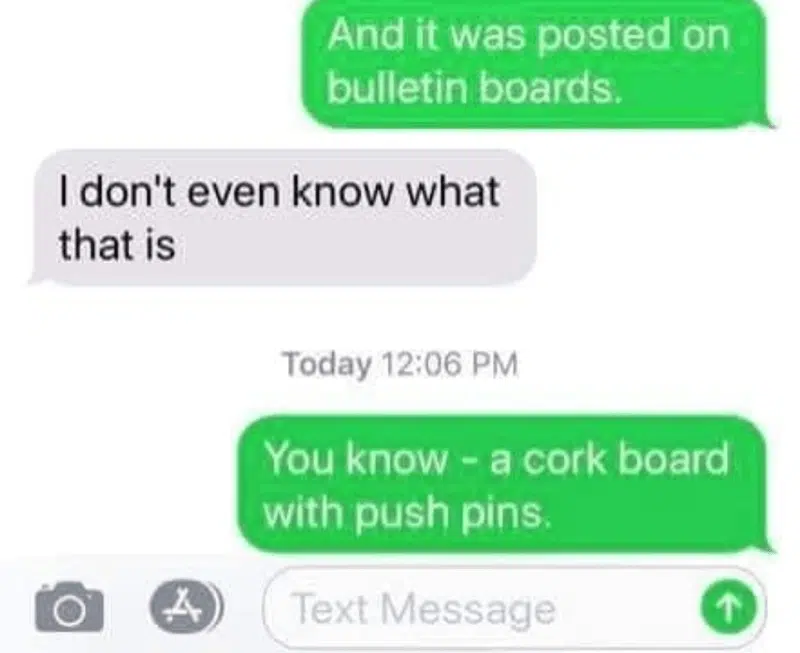 And it was posted on
bulletin boards.
I don't even know what
that is
Today 12:06 PM
You know - a cork board
with push pins.
Text Message